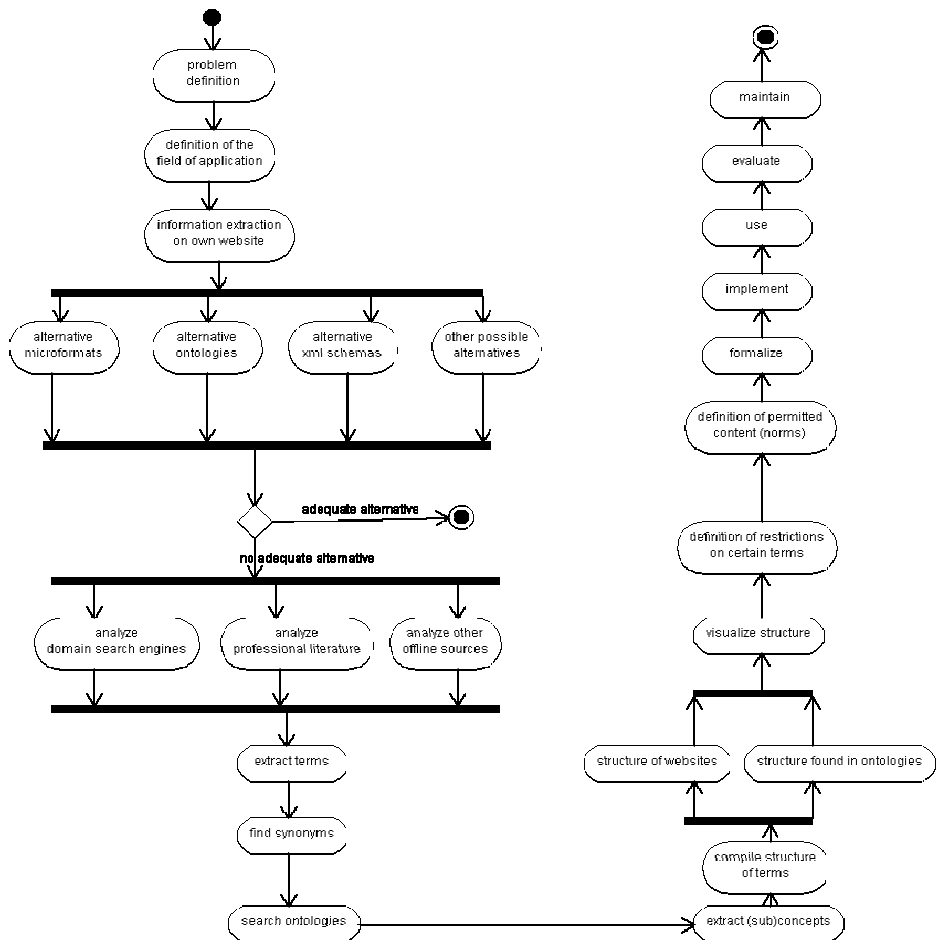 problem
definition
definition of the
field of application
information extraction
on own website
alternative
microformats
alternative
ontologies
alternative
xml schemas
other possible
alternatives
adequate alternative
no adequate alternative
analyze
domain search engines
analyze
professional literature
analyze other
offline sources
extract terms
find synonyms
search ontologies
extract (sub)concepts
compile structure
of terms
structure of websites
structure found in ontologies
visualize structure
definition of restrictions
on certain terms
definition of permitted
content (norms)
formalize
implement
use
evaluate
maintain